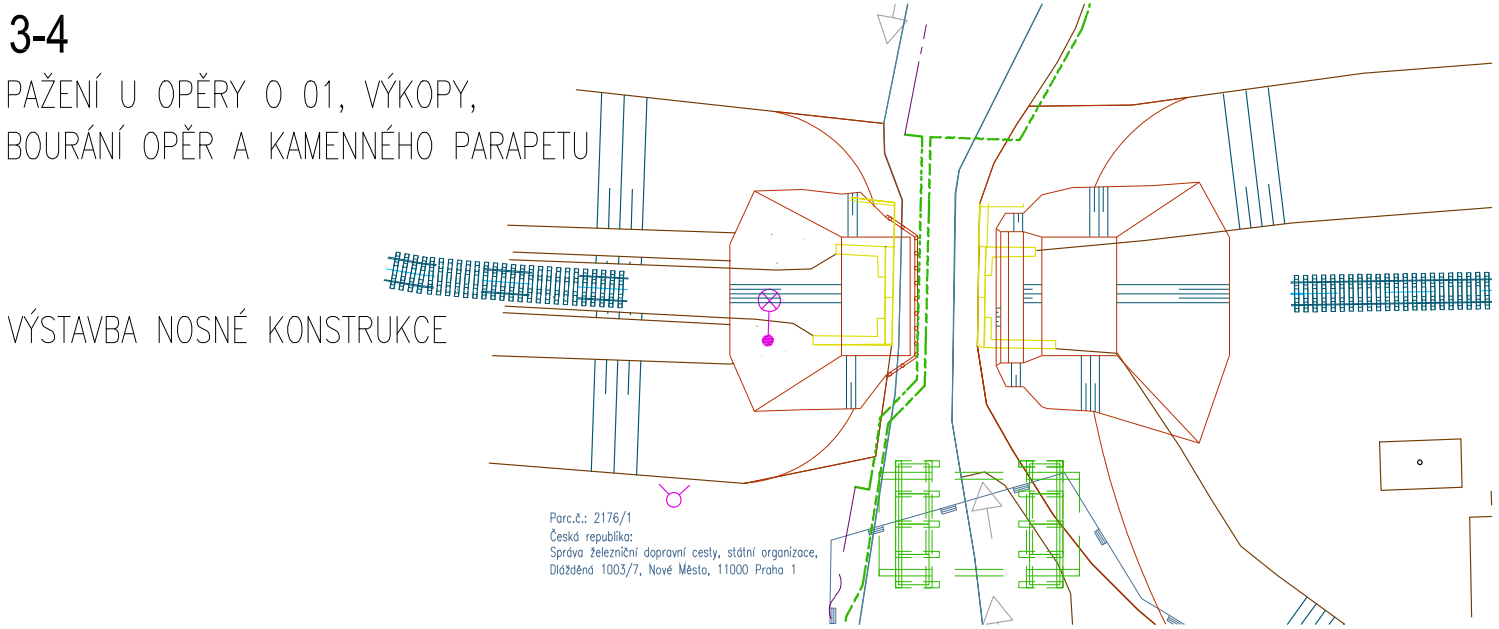 3-4
PAŽENÍ U OPĚRY O 01, VÝKOPY,
BOURÁNÍ OPĚR A KAMENNÉHO PARAPETU
VÝSTAVBA NOSNÉ KONSTRUKCE
Parc.č.: 2176/1
Česká republika:
Správa železniční dopravní cesty, státní organizace,
Dlážděná 1003/7, Nové Město, 11000 Praha 1